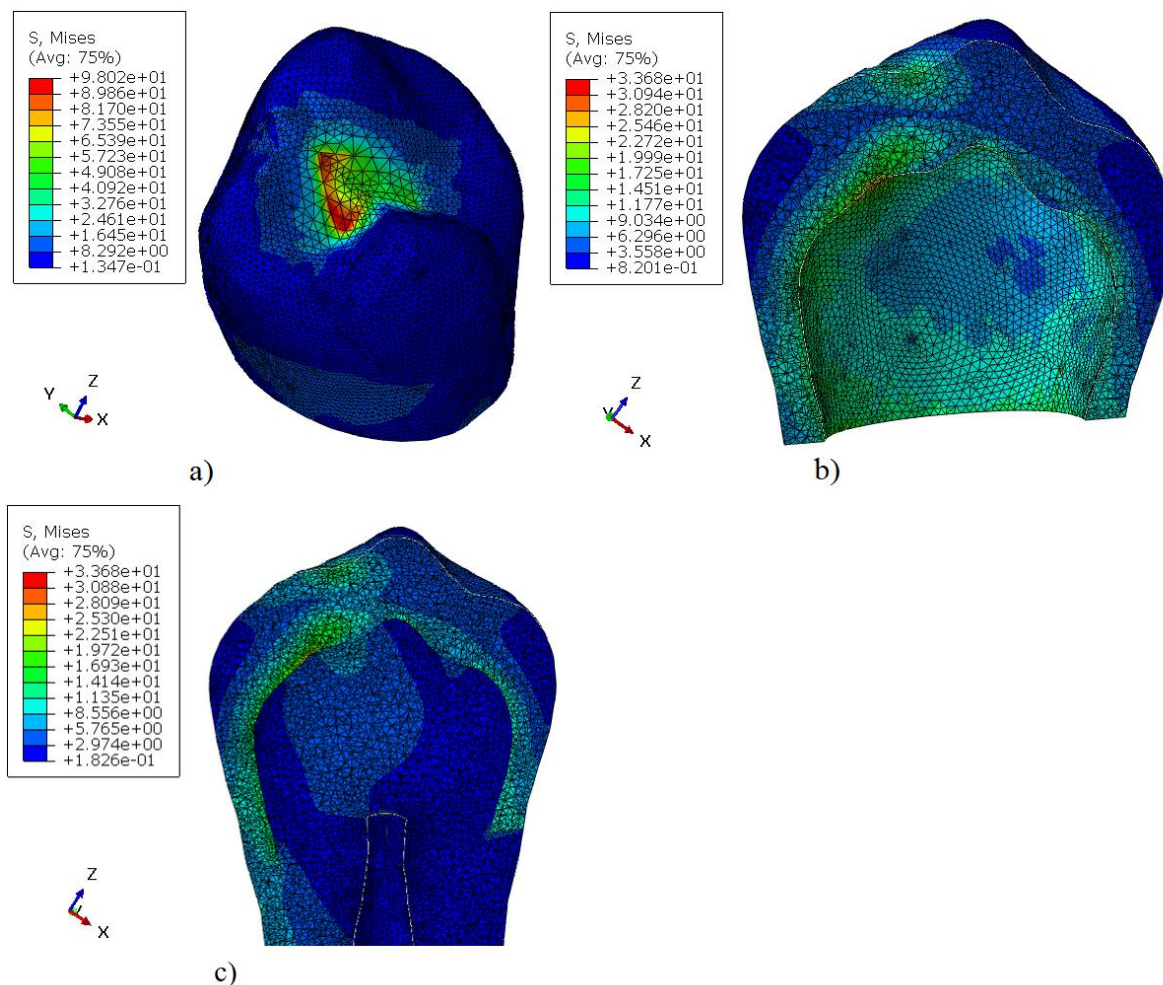 S, Mises
(Avg: 75%)
+9.802e+01
+8.986e+01
+8.170e+01
+7.355e+01
+6.539e+01
+5.723e+01
+4.908e+01
+4.092e+01
+3.276e+01
+2.461e+01
+1.645e+01
+8.292e+00
+1.347e-01
Y
Z
X
a)
S, Mises
(Avg: 75%)
+3.368e+01
+3.094e+01
+2.820e+01
+2.546e+01
+2.272e+01
+1.999e+01
+1.725e+01
+1.451e+01
+1.177e+01
+9.034e+00
+6.296e+00
+3.558e+00
+8.201e-01
Z
X
b)
S, Mises
(Avg: 75%)
+3.368e+01
+3.088e+01
+2.809e+01
+2.530e+01
+2.251e+01
+1.972e+01
+1.693e+01
+1.414e+01
+1.135e+01
+8.556e+00
+5.765e+00
+2.974e+00
+1.826e-01
Z
X
c)